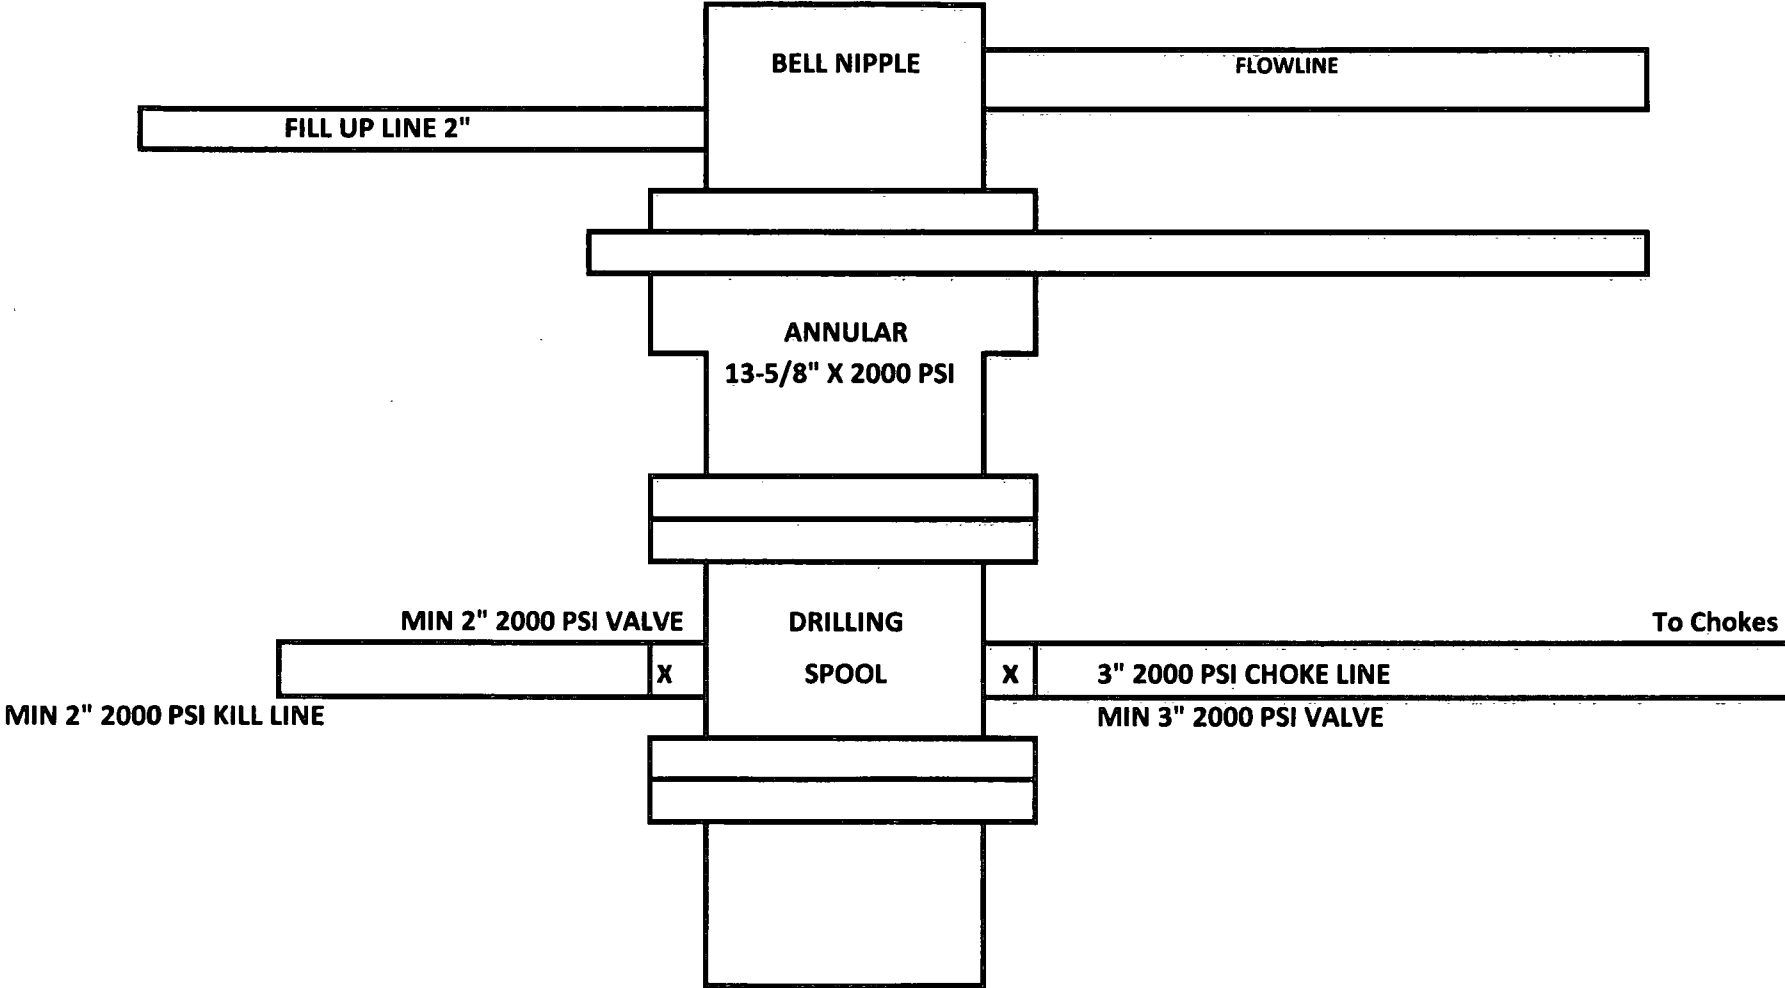 BELL NIPPLE
FLOWLINE
FILL UP LINE 2"
ANNULAR
13-5/8" X 2000 PSI
MIN 2" 2000 PSI VALVE
DRILLING
To Chokes
X
SPOOL
X
3" 2000 PSI CHOKE LINE
MIN 2" 2000 PSI KILL LINE
MIN 3" 2000 PSI VALVE